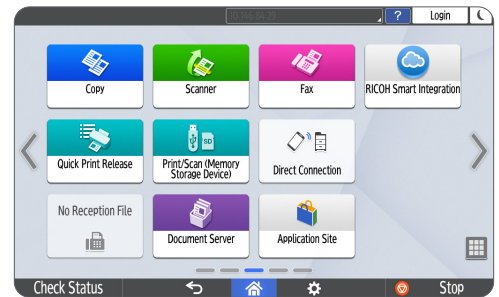 ? Login
Copy
Scanner
Fax
RICOH Smart Integration
Quick Print Release
Print/Scan (Memory
Storage Device)
SD
Direct Connection
No Reception File
Document Server
Application Site
Check Status
Stop